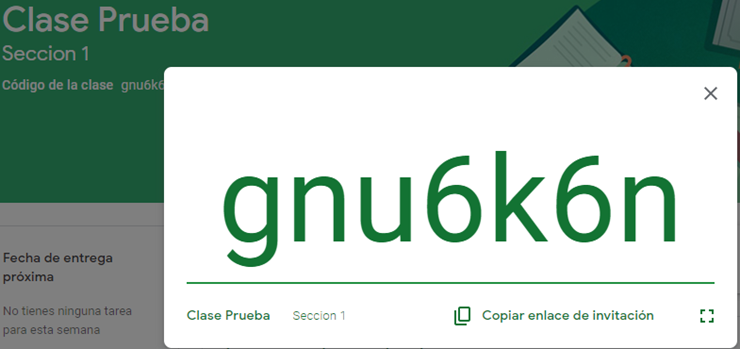 Clase Prueba
Seccion 1
Código de la clase gnu6k6
gnu6k6n
Fecha de entrega
próxima
No tienes ninguna tarea
para esta semana
Clase Prueba Seccion 1 Copiar enlace de invitación